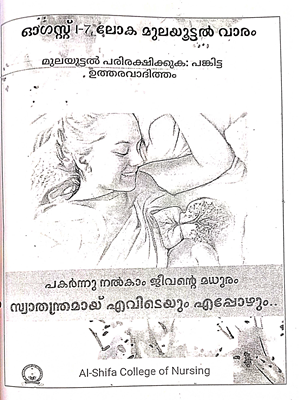 ഓഗസ്റ്റ് 1-7, ലോക മുലയൂട്ടൽ വാരം
മുലയൂട്ടൽ പരിരക്ഷിക്കുക: പങ്കിട്ട
ഉത്തരവാദിത്തം
പകർന്നു നൽകാം ജീവന്റെ മധുരം
സ്വാതന്ത്രമായ് എവിടെയും എപ്പോഴും..
Al-Shifa College of Nursing